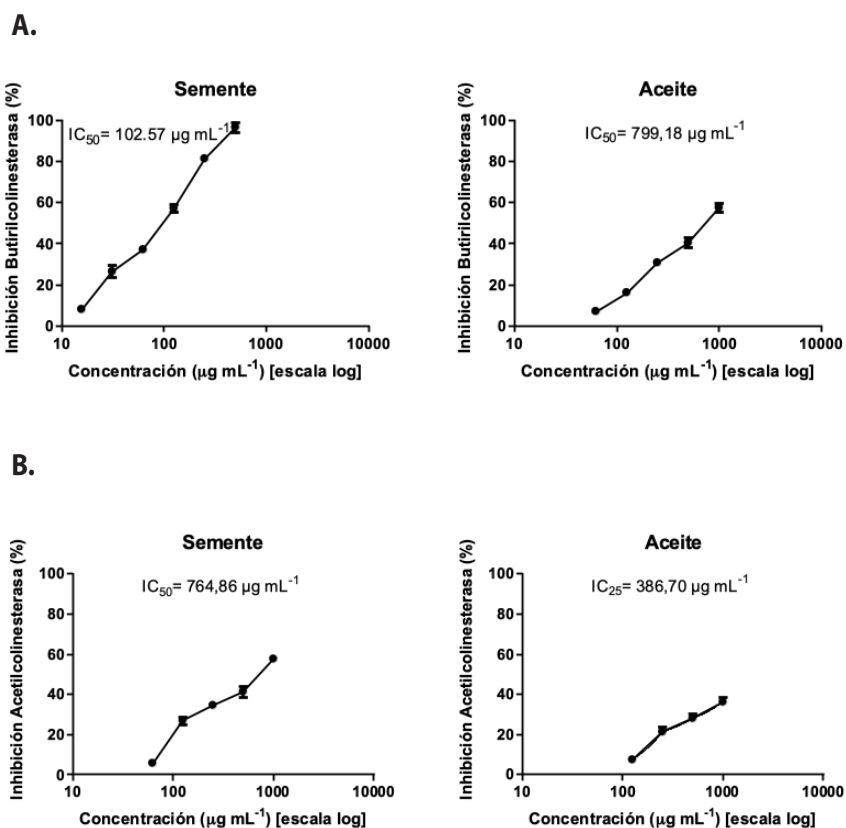 A.
Semente
Inhibición Butirilcolinesterasa (%)
100
80
60
40
20
0
IC50= 102.57 µg mL-1
10
100
1000
10000
Concentración (µg mL-1) [escala log]
Aceite
Inhibición Butirilcolinesterasa (%)
100
80
60
40
20
0
IC50= 799,18 µg mL-1
10
100
1000
10000
Concentración (µg mL-1) [escala log]
B.
Semente
Inhibición Acetilcolinesterasa (%)
100
80
60
40
20
0
IC50= 764,86 µg mL-1
10
100
1000
10000
Concentración (µg mL-1) [escala log]
Aceite
Inhibición Acetilcolinesterasa (%)
100
80
60
40
20
0
IC25= 386,70 µg mL-1
10
100
1000
10000
Concentración (µg mL-1) [escala log]